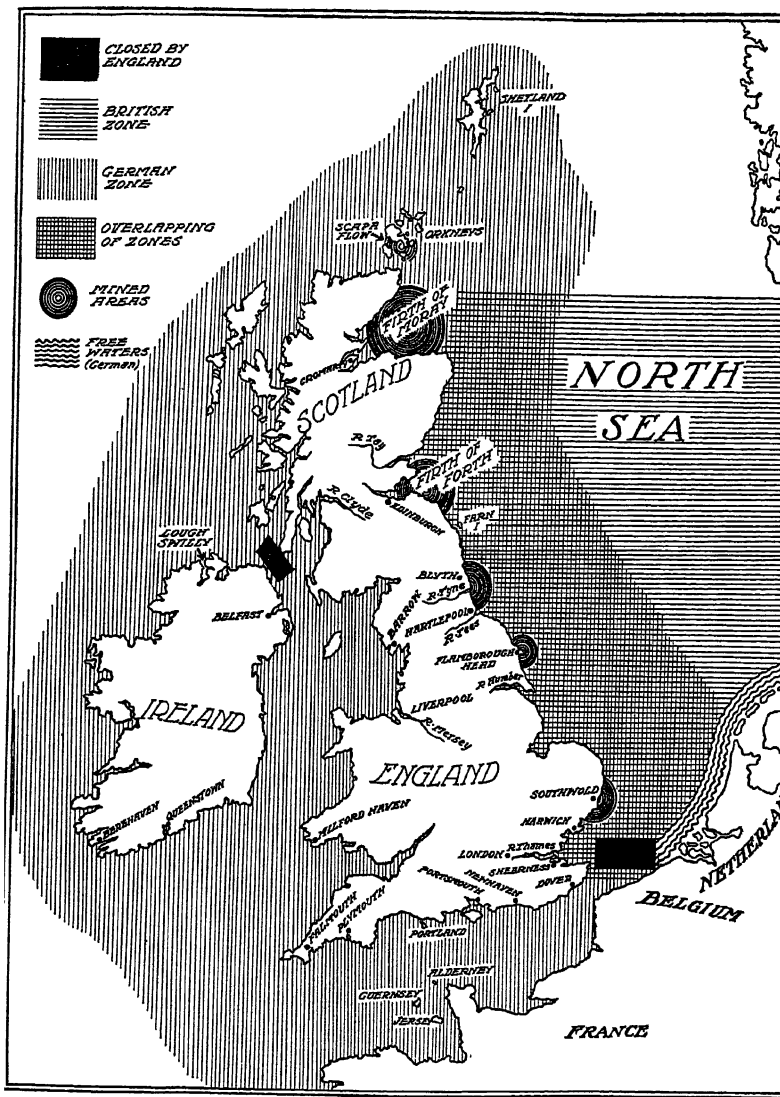 CLOSED BY
ENGLAND
BRITISH
ZONE
GERMAN
ZONE
OVERLAPPING
OF ZONES
MINED
AREAS
FREE
WATERS
(German)
SHETLAND
I
SCAPA
FLOW
ORKNEYS
FIRTH OF
MORAY
CROMARTY
SCOTLAND
NORTH
SEA
R. Tay
FIRTH OF
FORTH
R. Clyde
EDINBURGH
FARN
I
LOUGH
SWILLY
BELFAST
BLYTH
R. Tyne
BARROW
HARTLEPOOL
R. Tees
FLAMBOROUGH
HEAD
R Humber
LIVERPOOL
R. Mersey
IRELAND
ENGLAND
BEREHAVEN
QUEENSTOWN
MILFORD HAVEN
SOUTHWOLD
HARWICH
R Thames
LONDON
SHEERNESS
PORTSMOUTH
NEWHAVEN
DOVER
NETHERLAN
BELGIUM
FALMOUTH
PLYMOUTH
PORTLAND
ALDERNEY
GUERNSEY
JERSEY
FRANCE